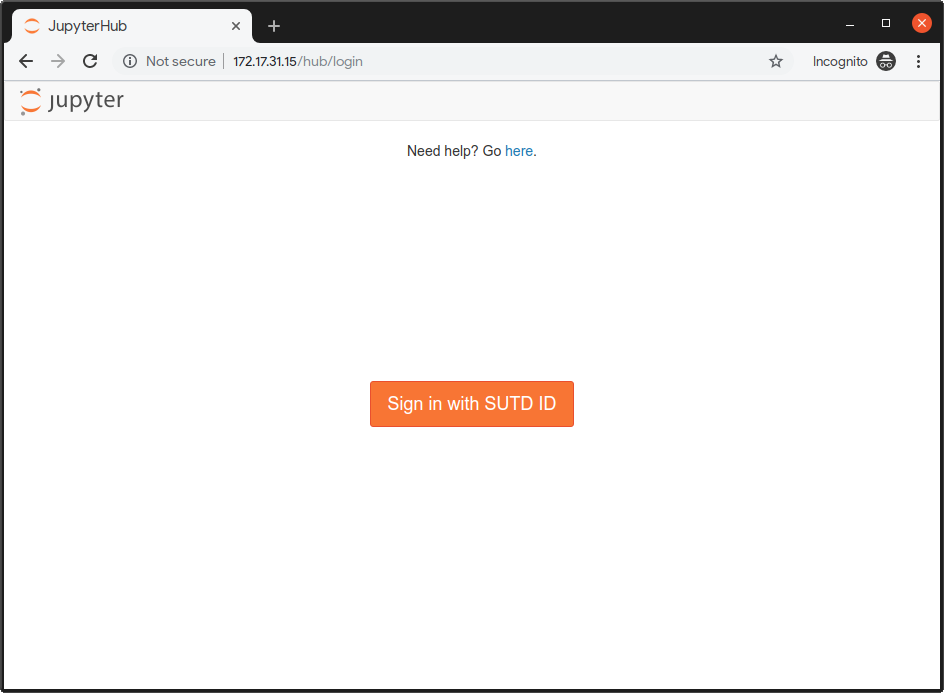 JupyterHub
Not secure 172.17.31.15/hub/login Incognito
jupyter
Need help? Go here.
Sign in with SUTD ID